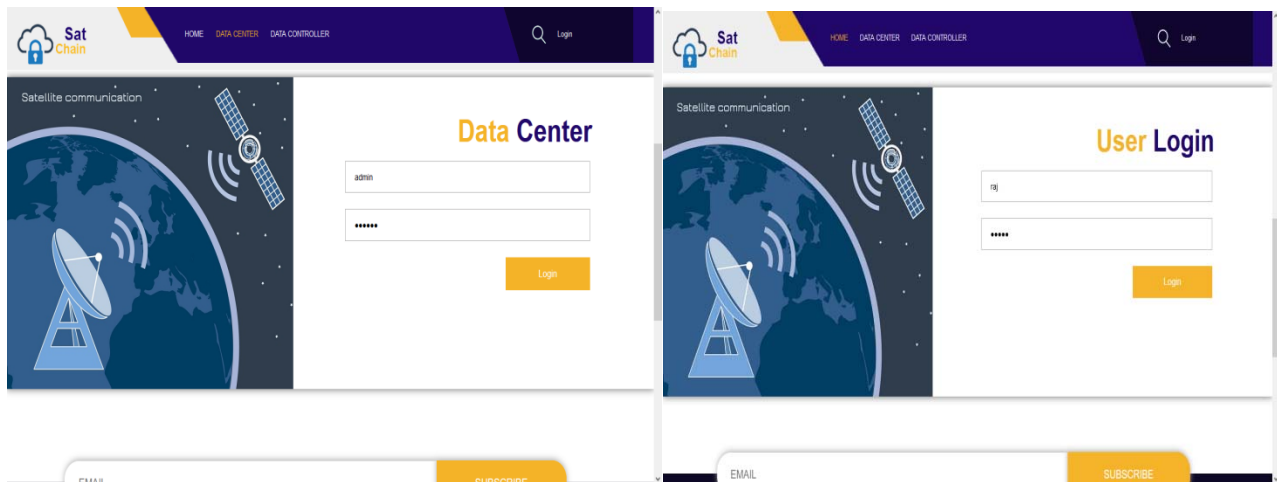 Sat
Chain
HOME DATA CENTER DATA CONTROLLER
Login
Satellite communication
Data Center
admin
••••••
Login
EMAIL
SUBSCRIBE
Sat
Chain
HOME DATA CENTER DATA CONTROLLER
Login
Satellite communication
User Login
raj
•••••
Login
EMAIL
SUBSCRIBE